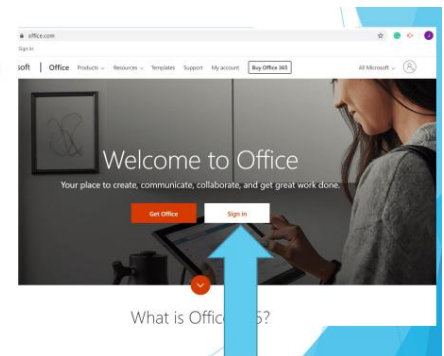 office.com
Sign in
soft | Office Products Resources Templates Support My account Buy Office 365 All Microsoft
Welcome to Office
Your place to create, communicate, collaborate, and get great work done.
Get Office Sign in
What is Offic 5?